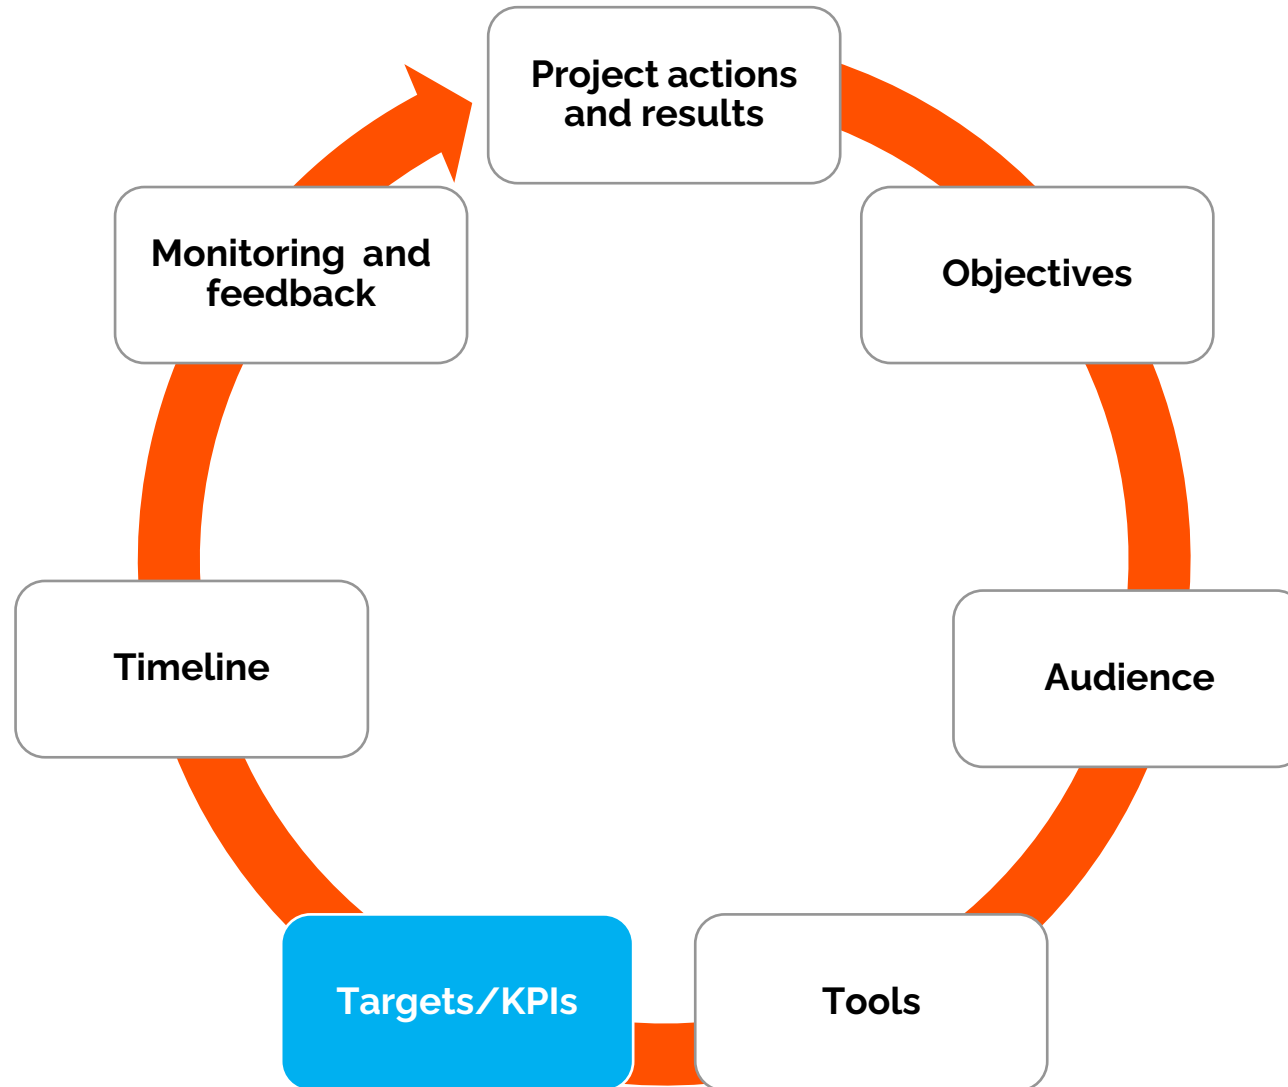 Project actions
and results
Objectives
Audience
Tools
Targets/KPIs
Timeline
Monitoring  and
feedback